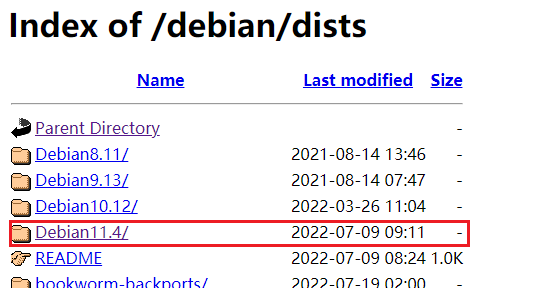 Index of /debian/dists
Name Last modified Size
Parent Directory -
Debian8.11/ 2021-08-14 13:46 -
Debian9.13/ 2021-08-14 07:47 -
Debian10.12/ 2022-03-26 11:04 -
Debian11.4/ 2022-07-09 09:11 -
README 2022-07-09 08:24 1.0K
bookworm-backports/ 2022-07-19 02:00 -